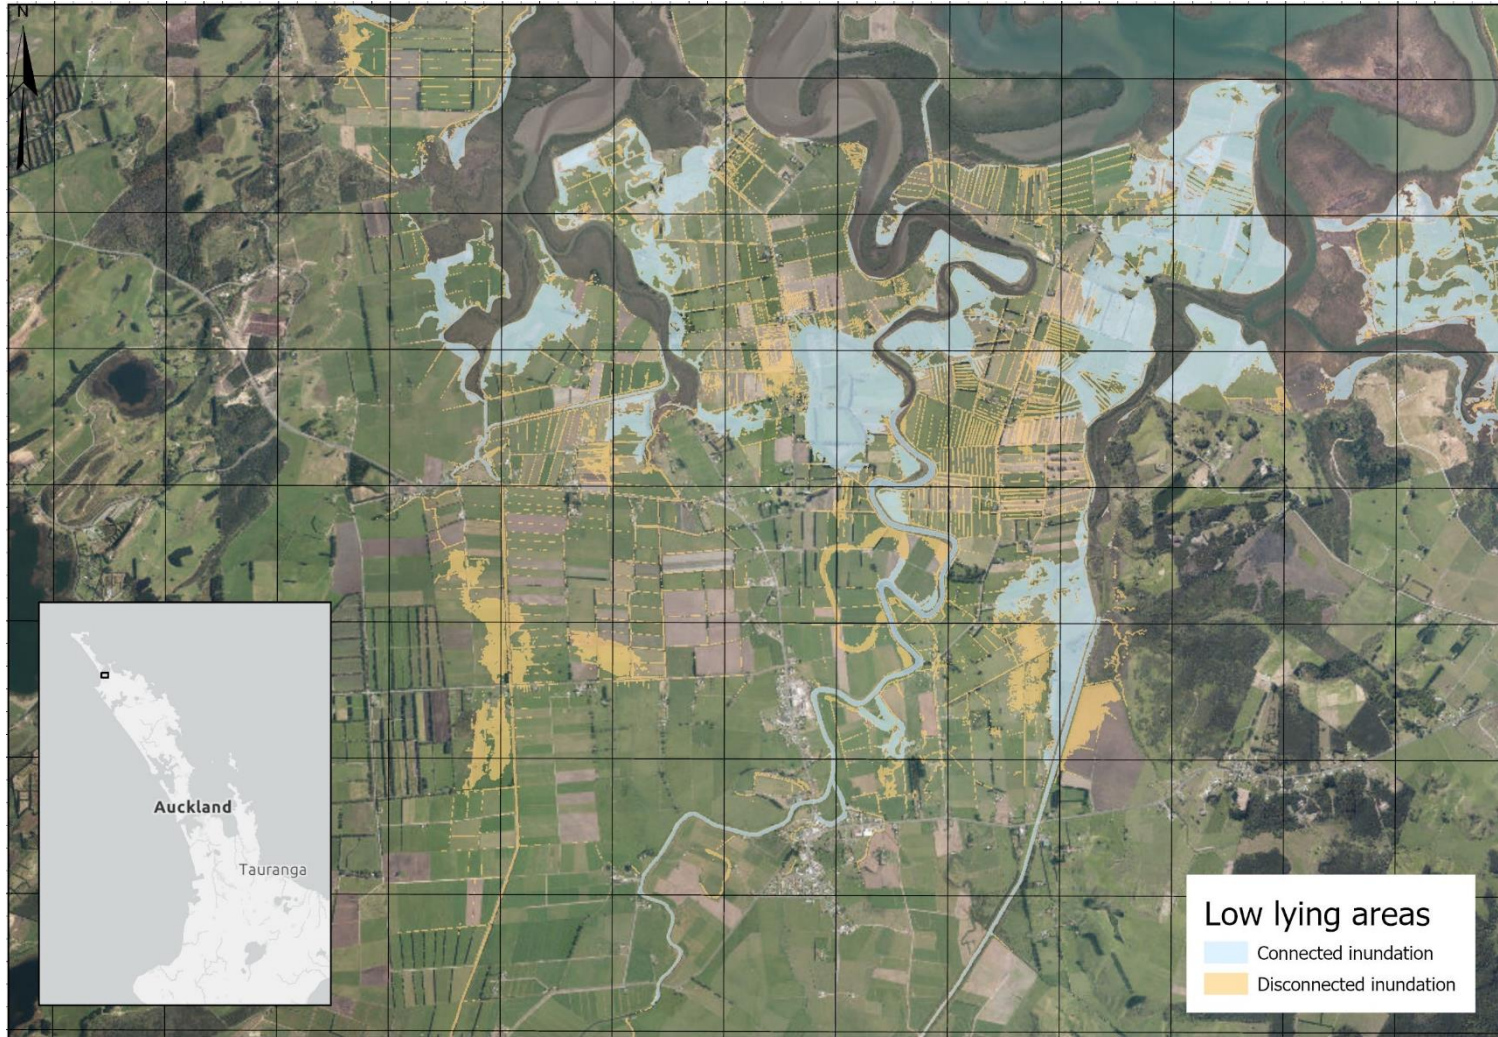 N
Auckland
Tauranga
Low lying areas
Connected inundation
Disconnected inundation